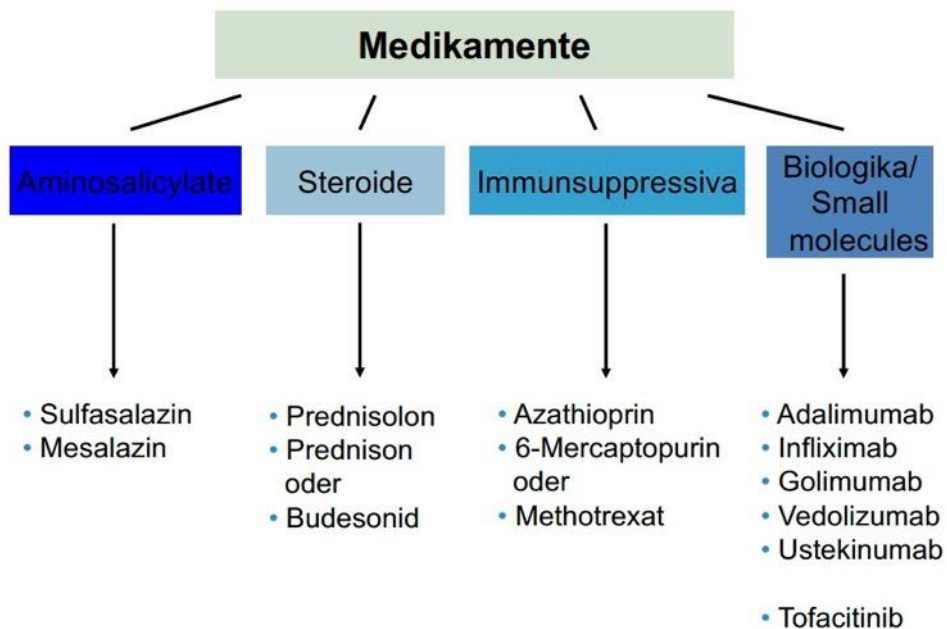 Medikamente
Aminosalicylate
Steroide
Immunsuppressiva
Biologika/
Small
molecules
• Sulfasalazin
• Mesalazin
• Prednisolon
• Prednison
oder
• Budesonid
• Azathioprin
• 6-Mercaptopurin
oder
• Methotrexat
• Adalimumab
• Infliximab
• Golimumab
• Vedolizumab
• Ustekinumab
• Tofacitinib